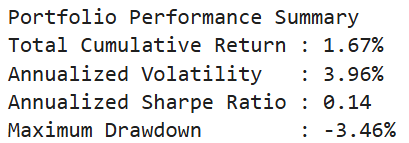 Portfolio Performance Summary
Total Cumulative Return : 1.67%
Annualized Volatility   : 3.96%
Annualized Sharpe Ratio : 0.14
Maximum Drawdown        : -3.46%